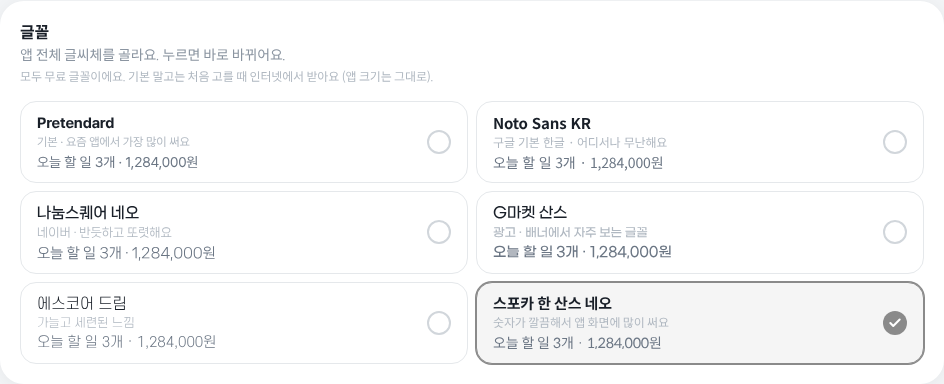 글꼴
앱 전체 글씨체를 골라요. 누르면 바로 바뀌어요.
모두 무료 글꼴이에요. 기본 말고는 처음 고를 때 인터넷에서 받아요 (앱 크기는 그대로).
Pretendard
기본 · 요즘 앱에서 가장 많이 써요
오늘 할 일 3개 · 1,284,000원
Noto Sans KR
구글 기본 한글 · 어디서나 무난해요
오늘 할 일 3개 · 1,284,000원
나눔스퀘어 네오
네이버 · 반듯하고 또렷해요
오늘 할 일 3개 · 1,284,000원
G마켓 산스
광고 · 배너에서 자주 보는 글꼴
오늘 할 일 3개 · 1,284,000원
에스코어 드림
가늘고 세련된 느낌
오늘 할 일 3개 · 1,284,000원
스포카 한 산스 네오
숫자가 깔끔해서 앱 화면에 많이 써요
오늘 할 일 3개 · 1,284,000원